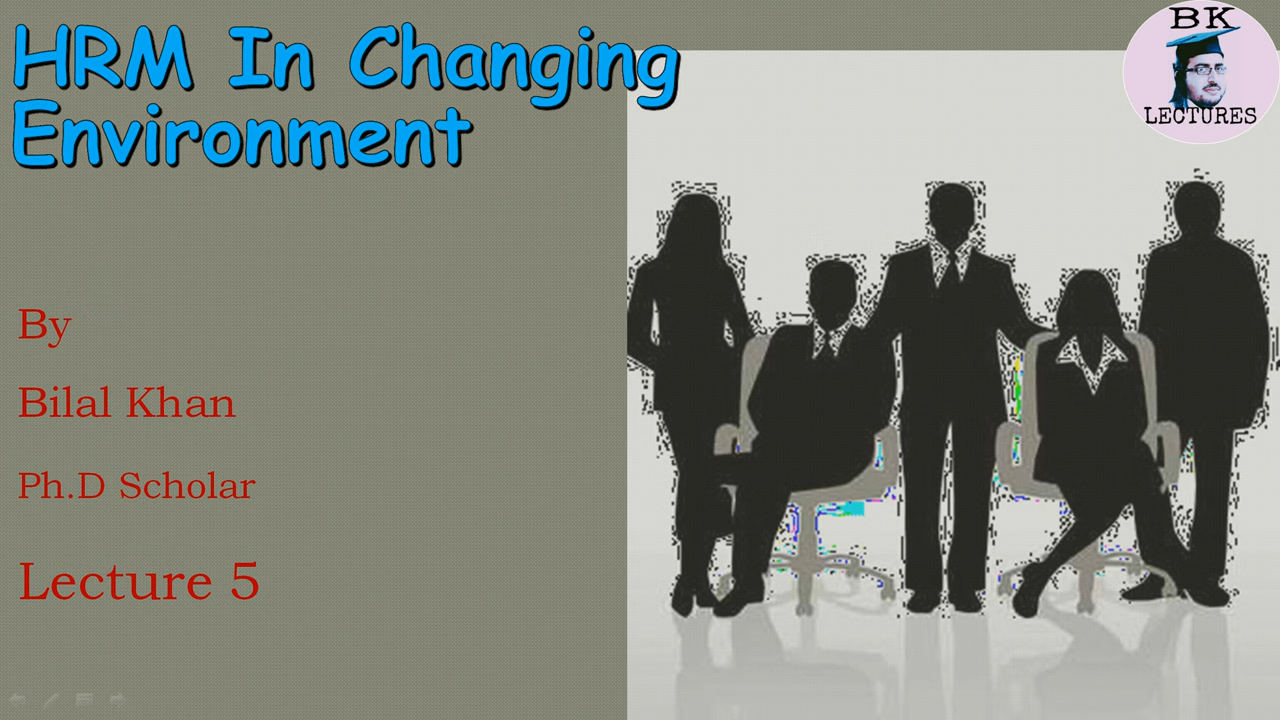 HRM In Changing
Environment
By
Bilal Khan
Ph.D Scholar
Lecture 5
BK
LECTURES